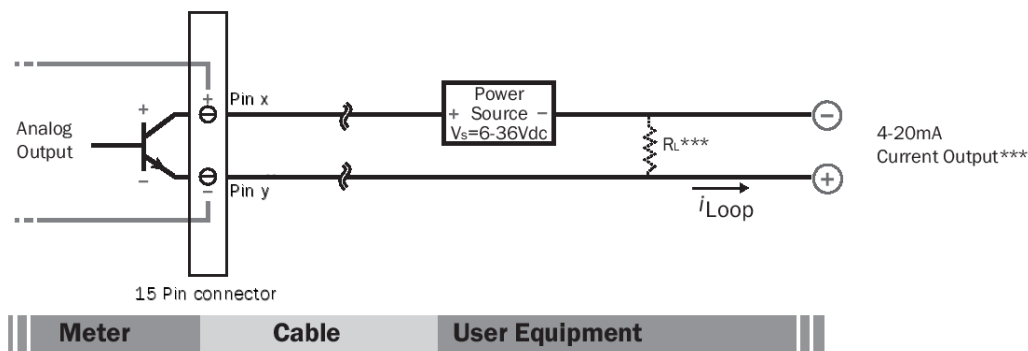 + Pin x
+
Analog
Output
−
− Pin y
Power
+ Source −
Vs=6-36Vdc
RL***
−
+
iLoop
4-20mA
Current Output***
15 Pin connector
Meter
Cable
User Equipment